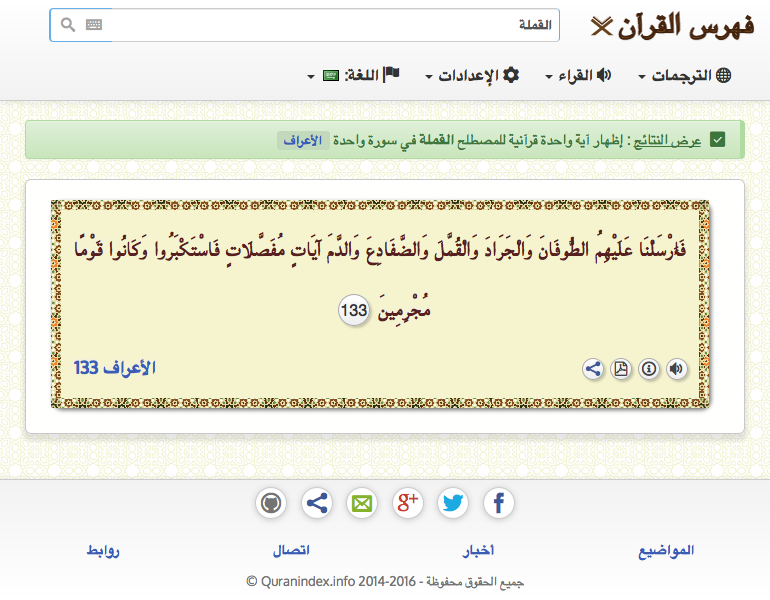 فهرس القرآن
القملة
الترجمات
القراء
الإعدادات
اللغة:
عرض النتائج : إظهار آية واحدة قرآنية للمصطلح القملة في سورة واحدة الأعراف
فَأَرْسَلْنَا عَلَيْهِمُ الطُّوفَانَ وَالْجَرَادَ وَالْقُمَّلَ وَالضَّفَادِعَ وَالدَّمَ آيَاتٍ مُفَصَّلَاتٍ فَاسْتَكْبَرُوا وَكَانُوا قَوْمًا
مُجْرِمِينَ 133
الأعراف 133
المواضيع
أخبار
اتصال
روابط
جميع الحقوق محفوظة - Quranindex.info 2014-2016 ©